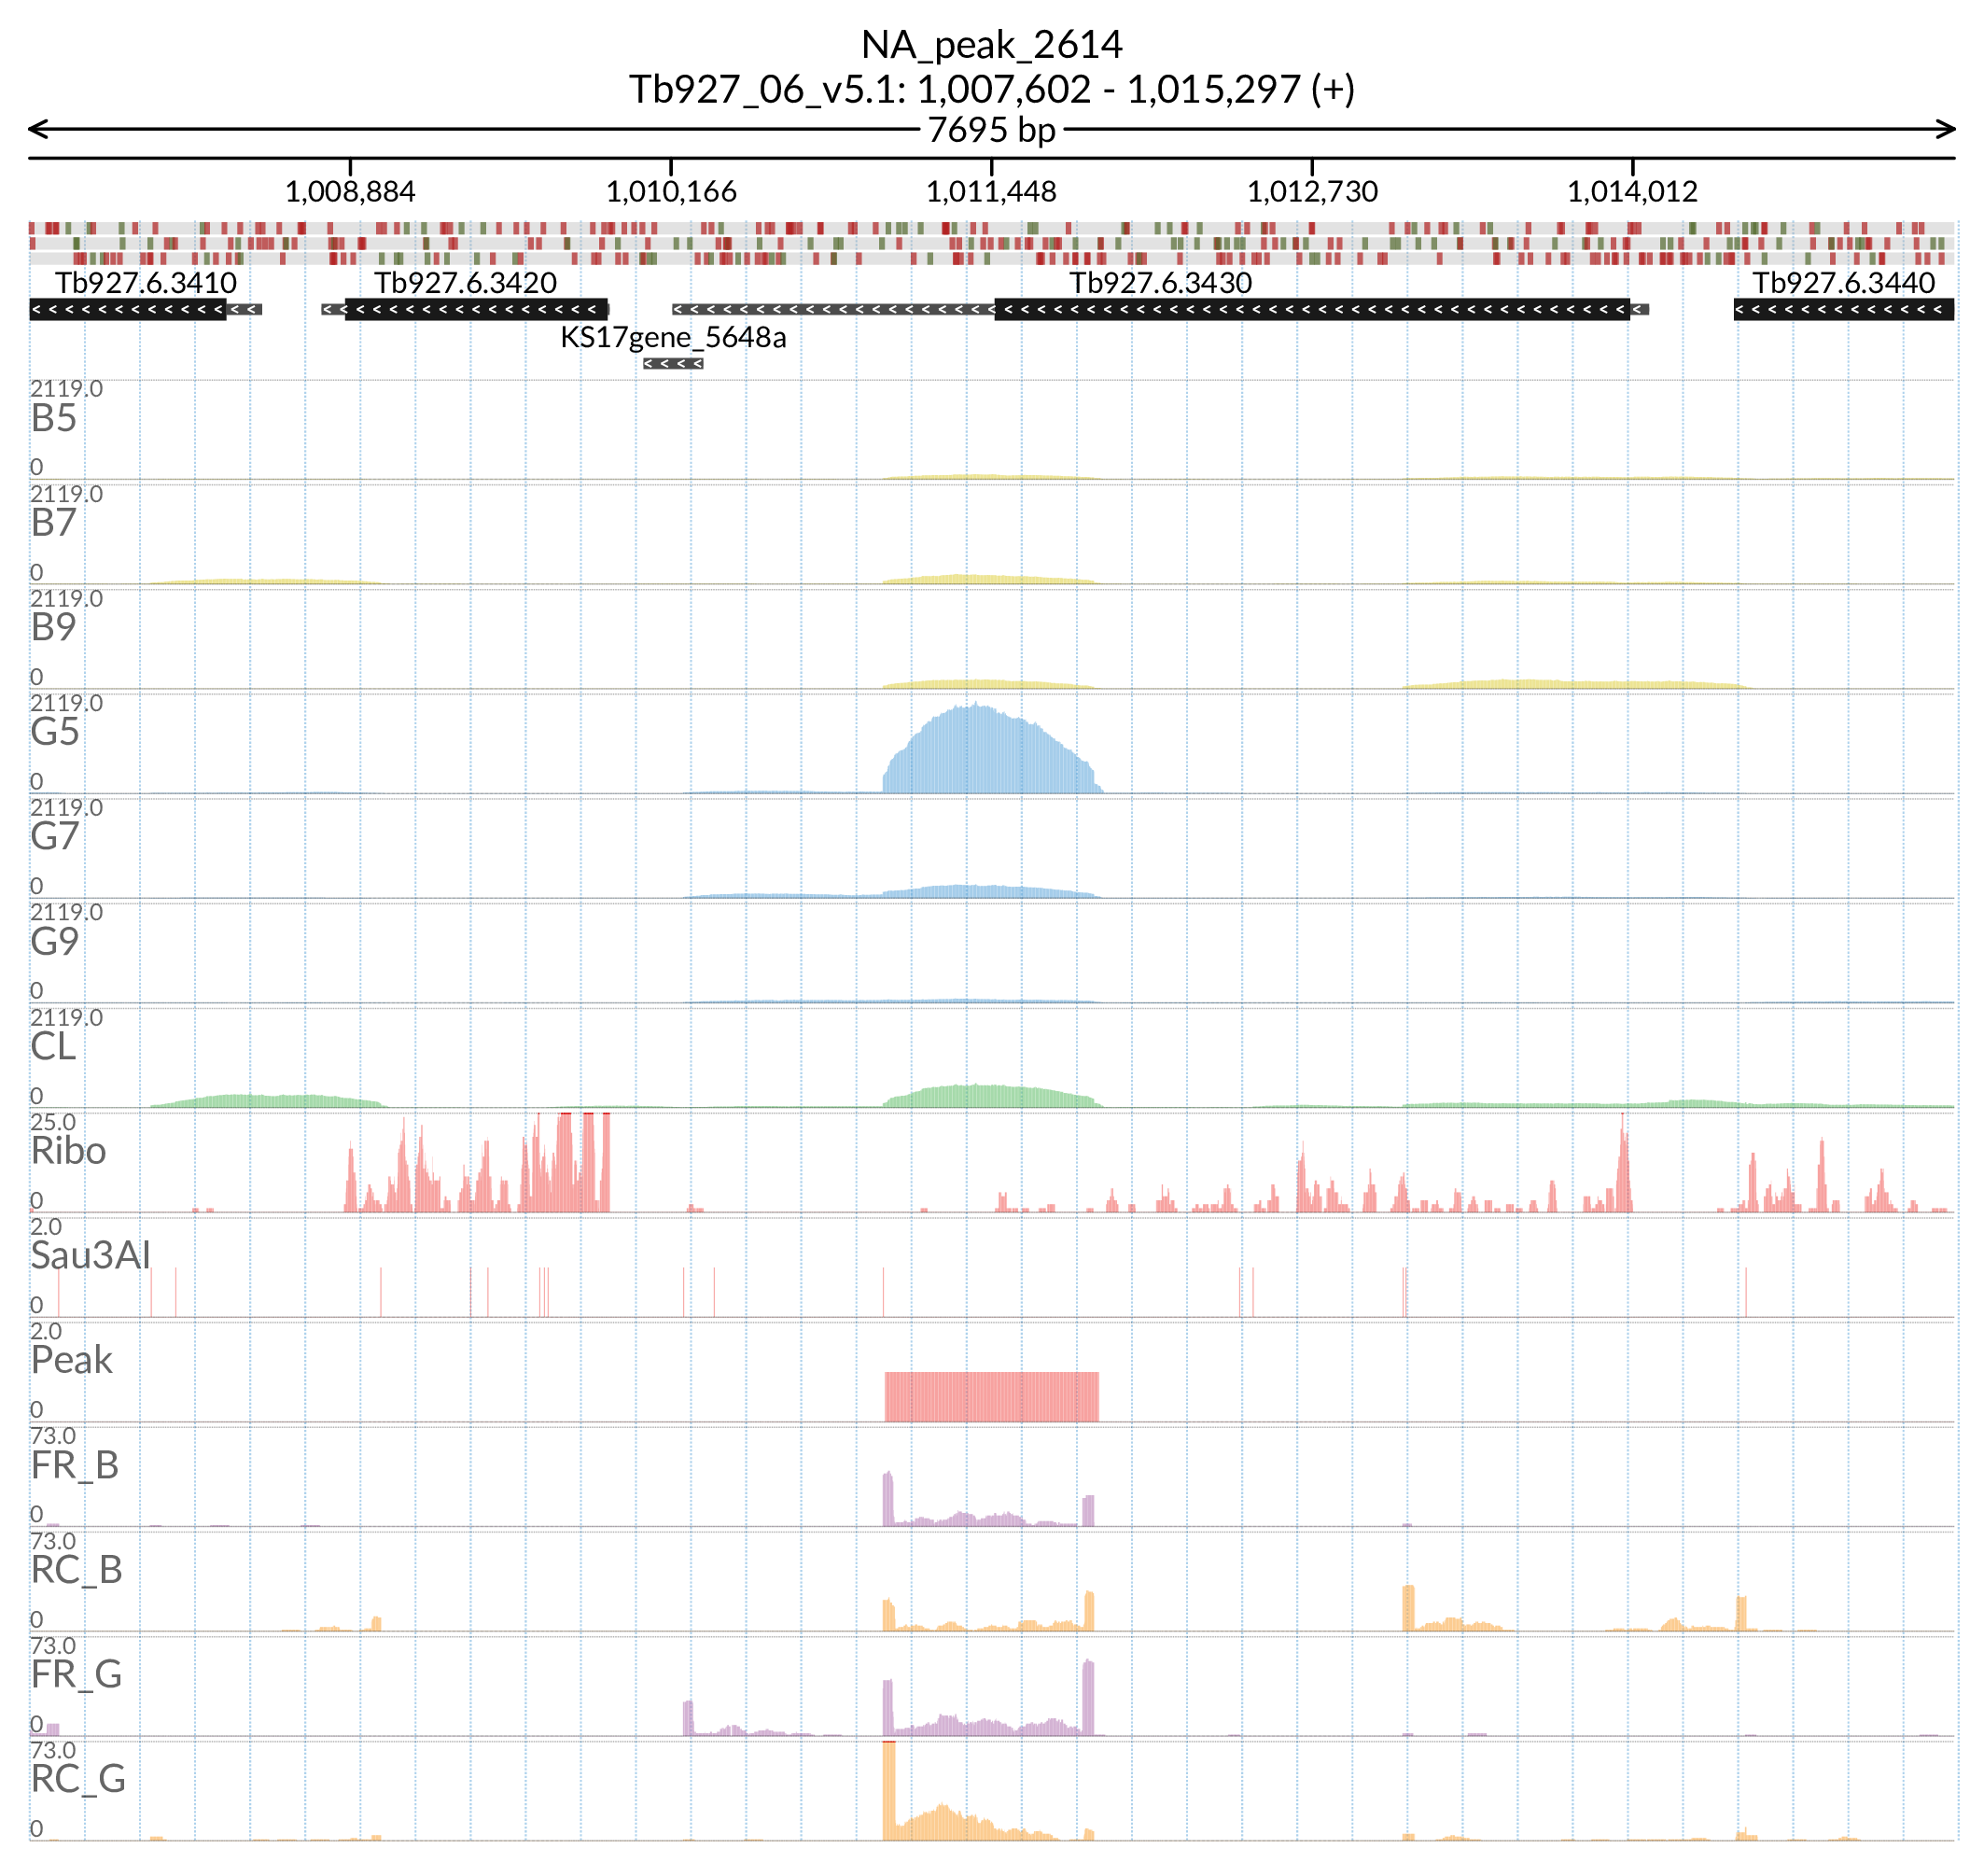 NA_peak_2614
Tb927_06_v5.1: 1,007,602 - 1,015,297 (+)
7695 bp
1,008,884 1,010,166 1,011,448 1,012,730 1,014,012
Tb927.6.3410 Tb927.6.3420 Tb927.6.3430 Tb927.6.3440
KS17gene_5648a
2119.0
B5
0
2119.0
B7
0
2119.0
B9
0
2119.0
G5
0
2119.0
G7
0
2119.0
G9
0
2119.0
CL
0
25.0
Ribo
0
2.0
Sau3AI
0
2.0
Peak
0
73.0
FR_B
0
73.0
RC_B
0
73.0
FR_G
0
73.0
RC_G
0